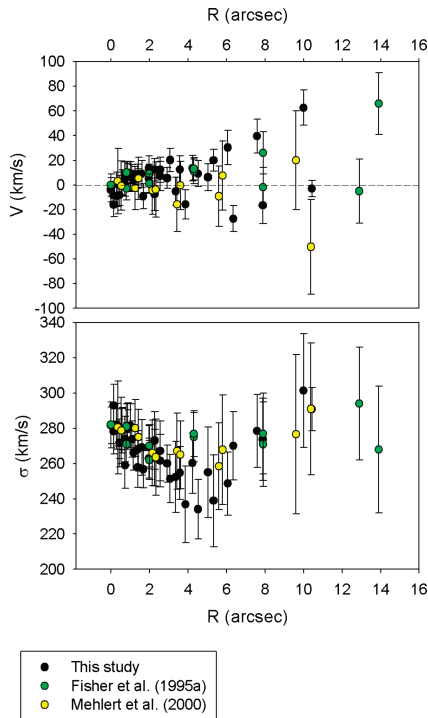 R (arcsec)
0 2 4 6 8 10 12 14 16
100
80
60
40
20
0
-20
-40
-60
-80
-100
V (km/s)
340
320
300
280
260
240
220
200
σ (km/s)
0 2 4 6 8 10 12 14 16
R (arcsec)
This study
Fisher et al. (1995a)
Mehlert et al. (2000)